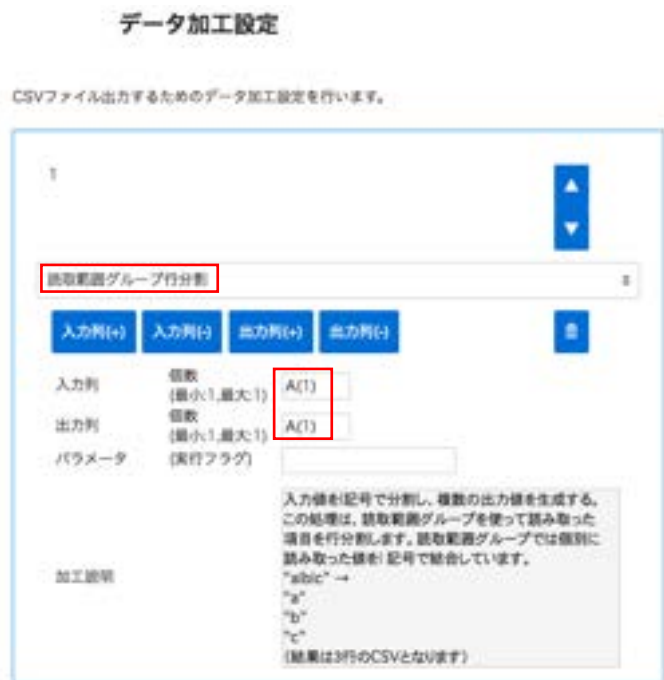 データ加工設定
CSVファイル出力するためのデータ加工設定を行います。
1
▲
▼
読取範囲グループ行分割
入力列(+) 入力列(-) 出力列(+) 出力列(-)
入力列 個数 (最小:1,最大:1) A(1)
出力列 個数 (最小:1,最大:1) A(1)
パラメータ (実行フラグ)
加工説明
入力値を|記号で分割し、複数の出力値を生成する。
この処理は、読取範囲グループを使って読み取った
項目を行分割します。読取範囲グループでは個別に
読み取った値を| 記号で結合しています。
"a|b|c" →
"a"
"b"
"c"
(結果は3行のCSVとなります)